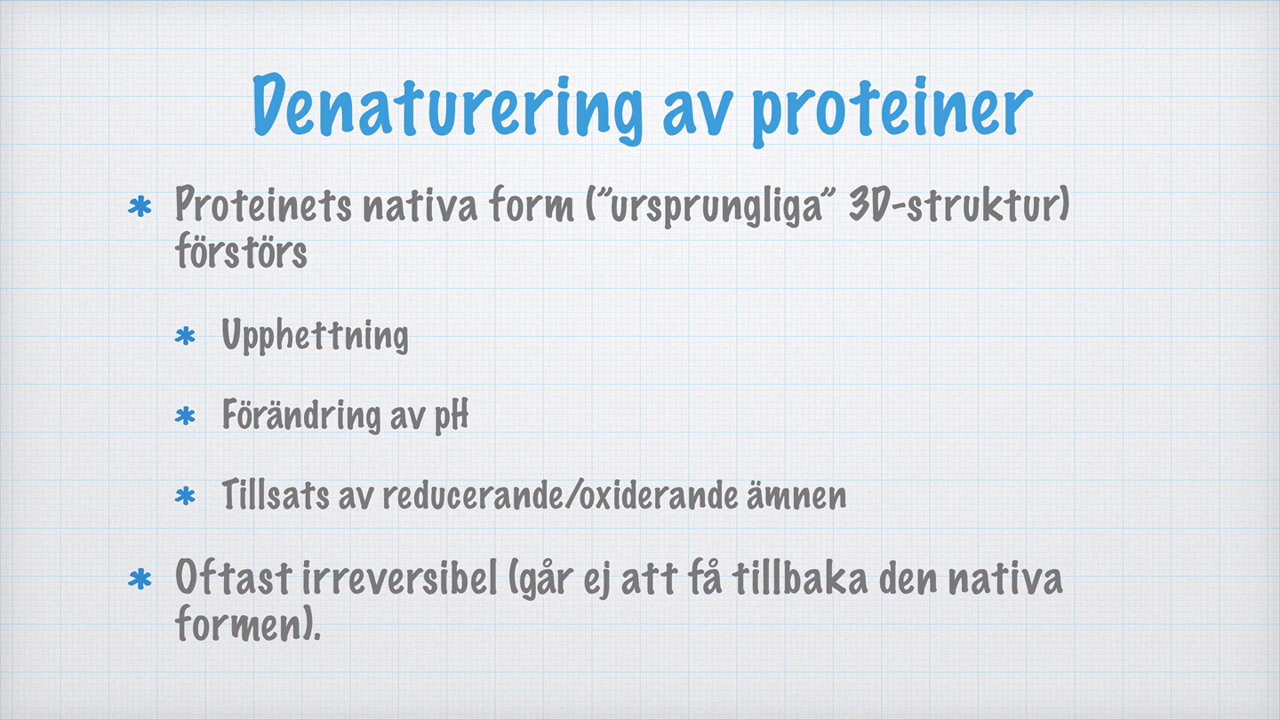 Denaturering av proteiner
* Proteinets nativa form (”ursprungliga” 3D-struktur)
förstörs
* Upphettning
* Förändring av pH
* Tillsats av reducerande/oxiderande ämnen
* Oftast irreversibel (går ej att få tillbaka den nativa
formen).